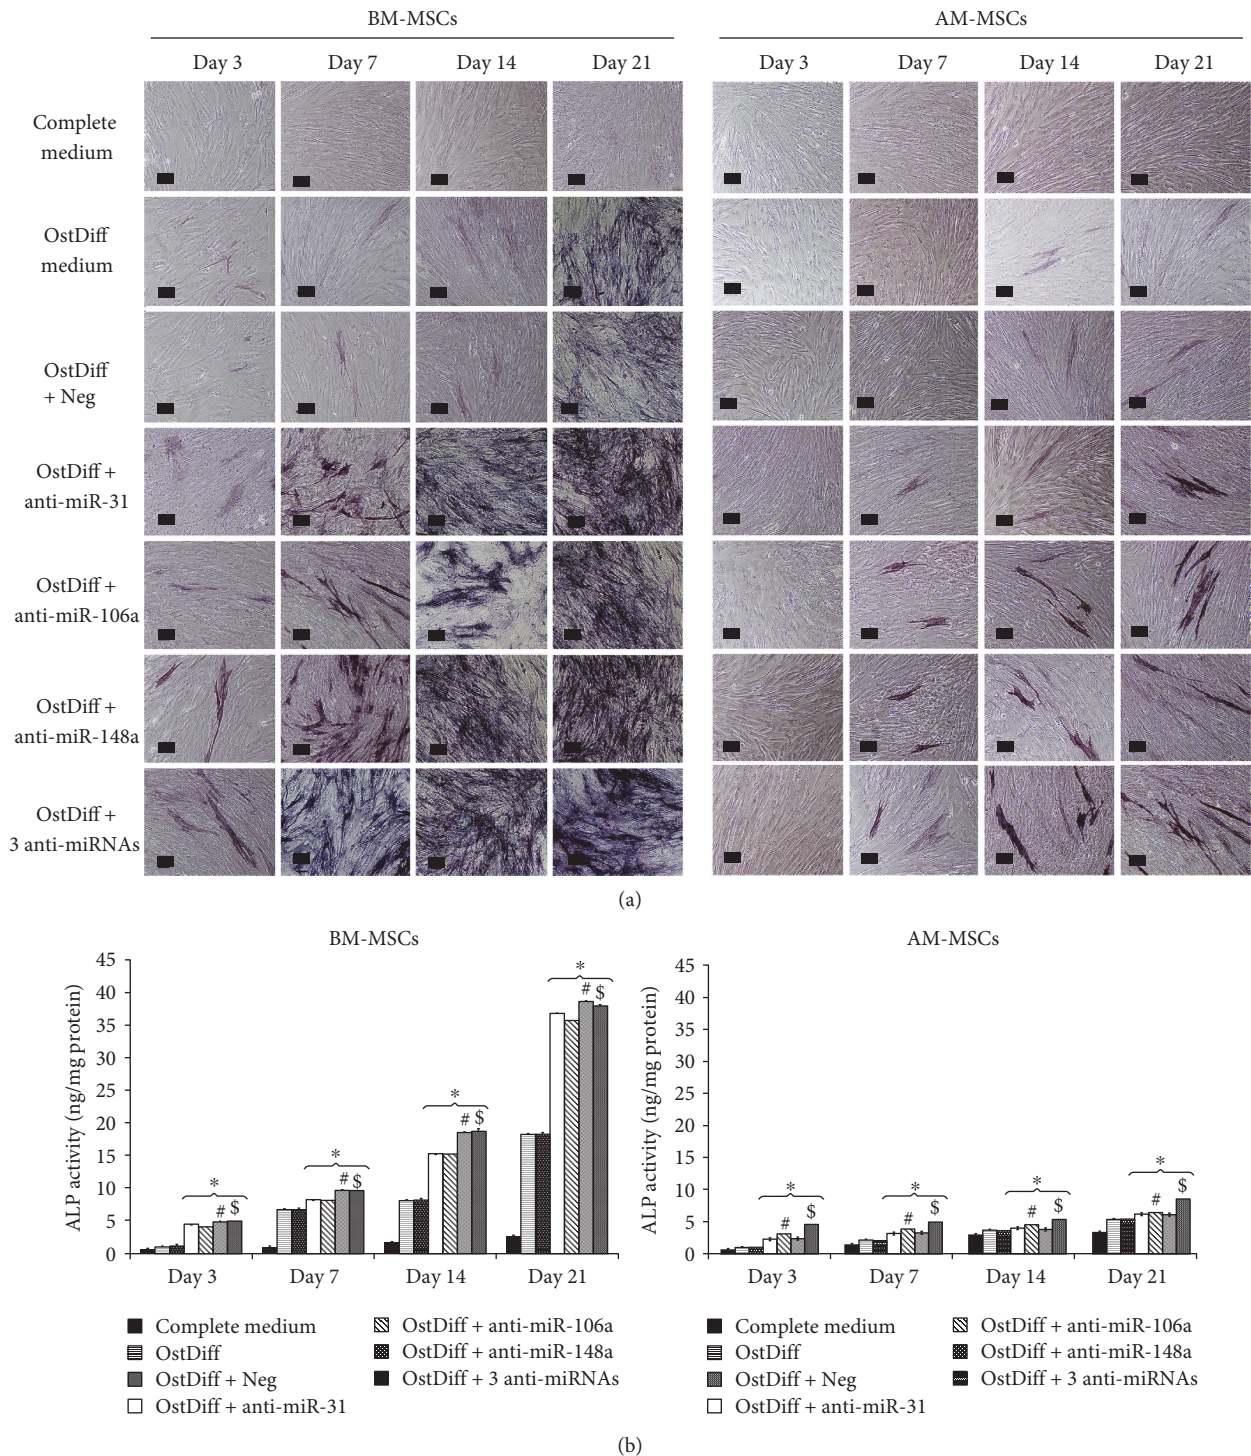 BM-MSCs
AM-MSCs
Day 3 Day 7 Day 14 Day 21
Day 3 Day 7 Day 14 Day 21
Complete
medium
OstDiff
medium
OstDiff
+ Neg
OstDiff +
anti-miR-31
OstDiff +
anti-miR-106a
OstDiff +
anti-miR-148a
OstDiff +
3 anti-miRNAs
(a)
BM-MSCs
ALP activity (ng/mg protein)
45
40
35
30
25
20
15
10
5
0
*
# $
*
# $
*
# $
*
# $
Day 3 Day 7 Day 14 Day 21
Complete medium
OstDiff
OstDiff + Neg
OstDiff + anti-miR-31
OstDiff + anti-miR-106a
OstDiff + anti-miR-148a
OstDiff + 3 anti-miRNAs
AM-MSCs
ALP activity (ng/mg protein)
45
40
35
30
25
20
15
10
5
0
*
# $
*
# $
*
# $
*
# $
Day 3 Day 7 Day 14 Day 21
Complete medium
OstDiff
OstDiff + Neg
OstDiff + anti-miR-31
OstDiff + anti-miR-106a
OstDiff + anti-miR-148a
OstDiff + 3 anti-miRNAs
(b)